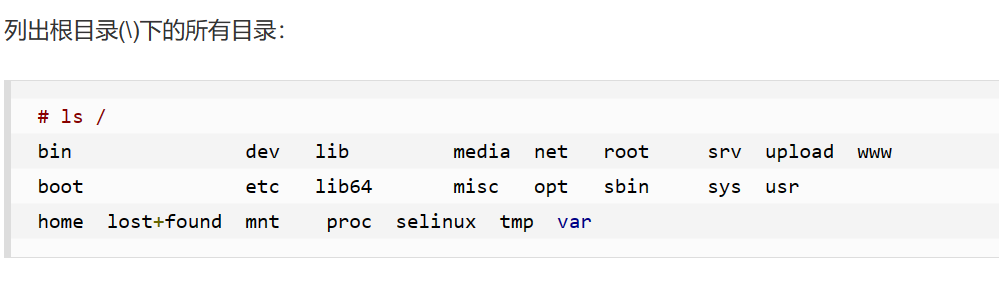 列出根目录(\)下的所有目录：
# ls /
bin               dev   lib         media  net   root     srv  upload  www
boot              etc   lib64       misc   opt   sbin     sys  usr
home  lost+found  mnt    proc  selinux  tmp  var